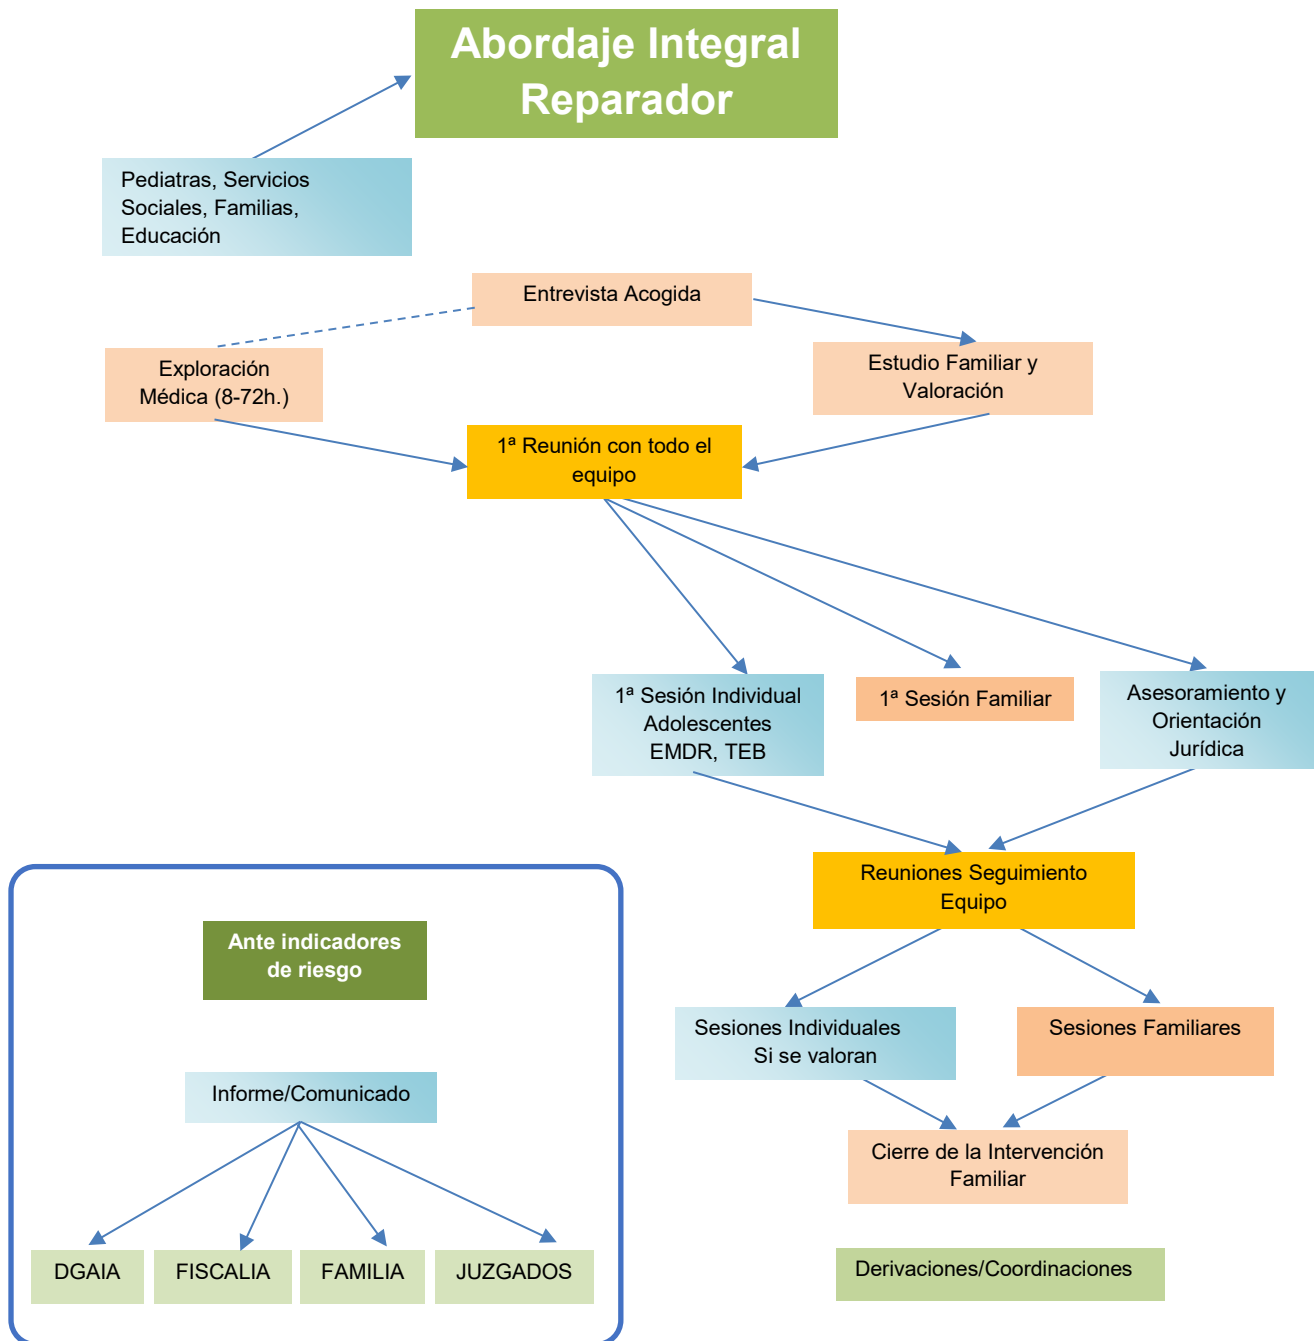 Abordaje Integral
Reparador
Pediatras, Servicios
Sociales, Familias,
Educación
Entrevista Acogida
Exploración
Médica (8-72h.)
Estudio Familiar y
Valoración
1ª Reunión con todo el
equipo
1ª Sesión Individual
Adolescentes
EMDR, TEB
1ª Sesión Familiar
Asesoramiento y
Orientación
Jurídica
Reuniones Seguimiento
Equipo
Ante indicadores
de riesgo
Sesiones Individuales
Si se valoran
Sesiones Familiares
Informe/Comunicado
Cierre de la Intervención
Familiar
DGAIA
FISCALIA
FAMILIA
JUZGADOS
Derivaciones/Coordinaciones